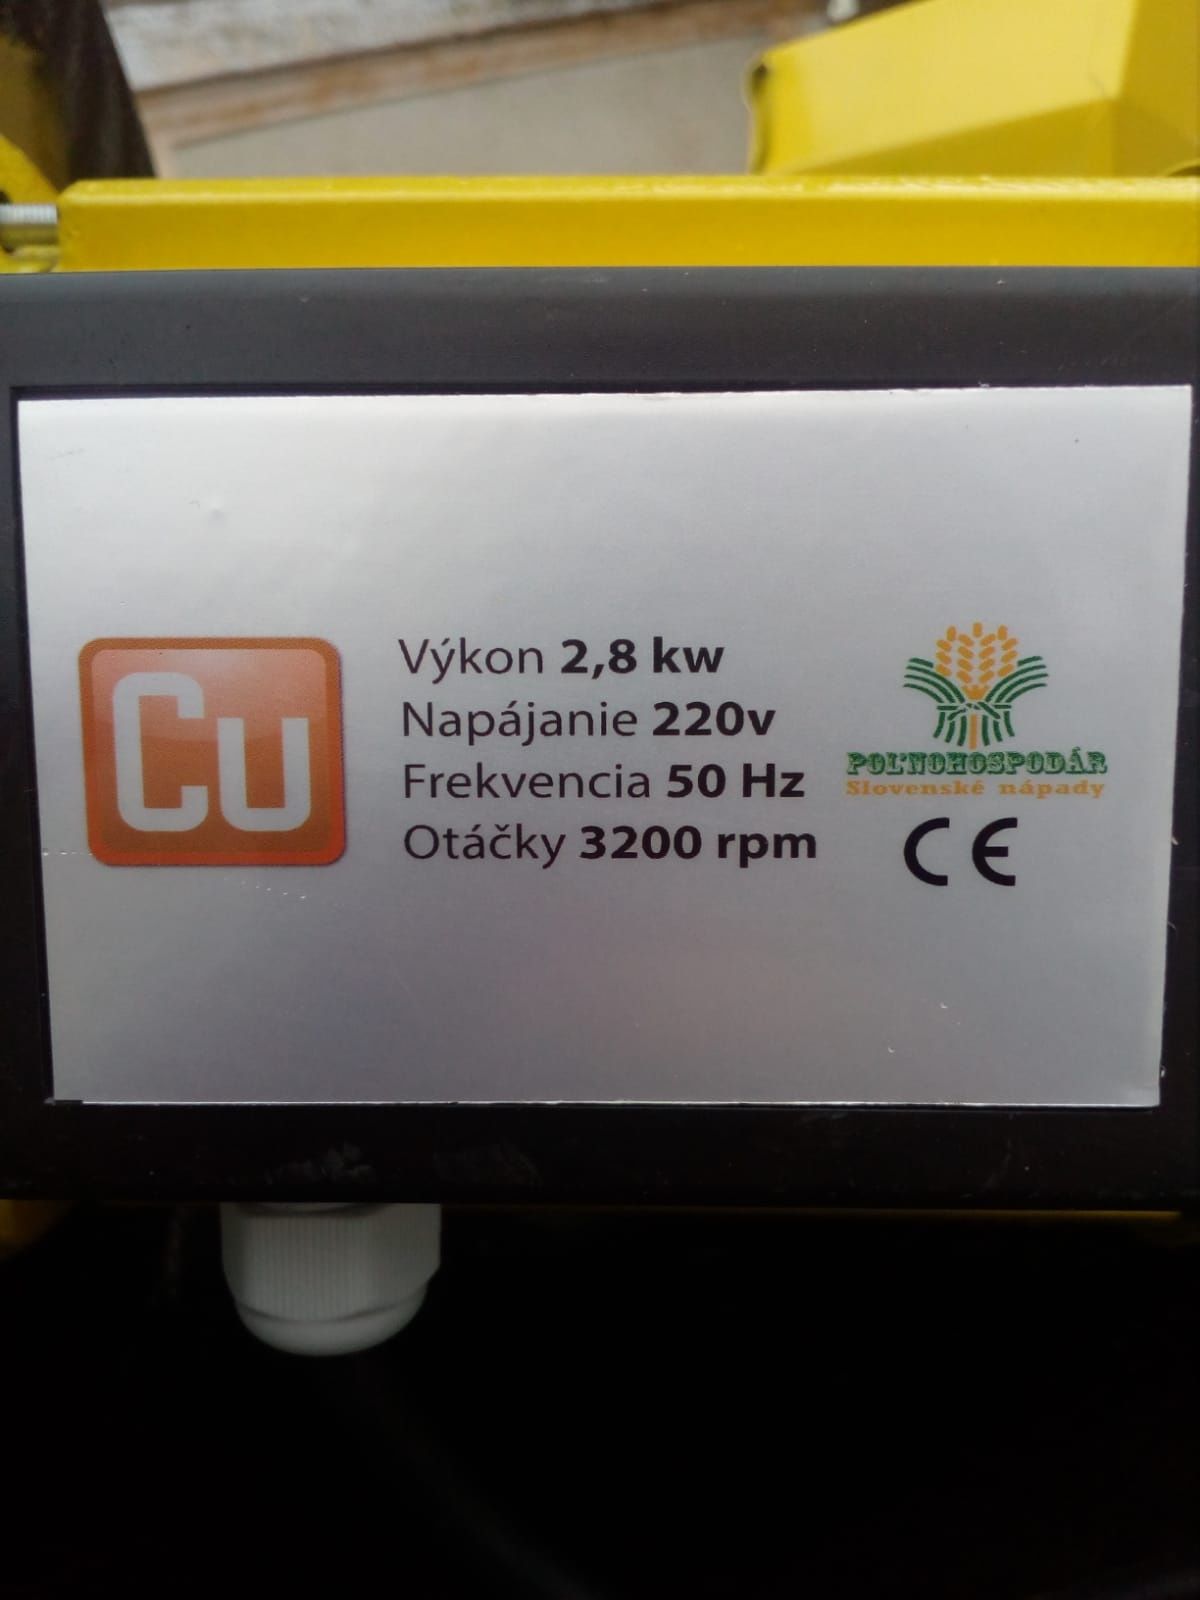 Cu
Výkon 2,8 kw
Napájanie 220v
Frekvencia 50 Hz
Otáčky 3200 rpm
POĽNOHOSPODÁR
Slovenské nápady
CE